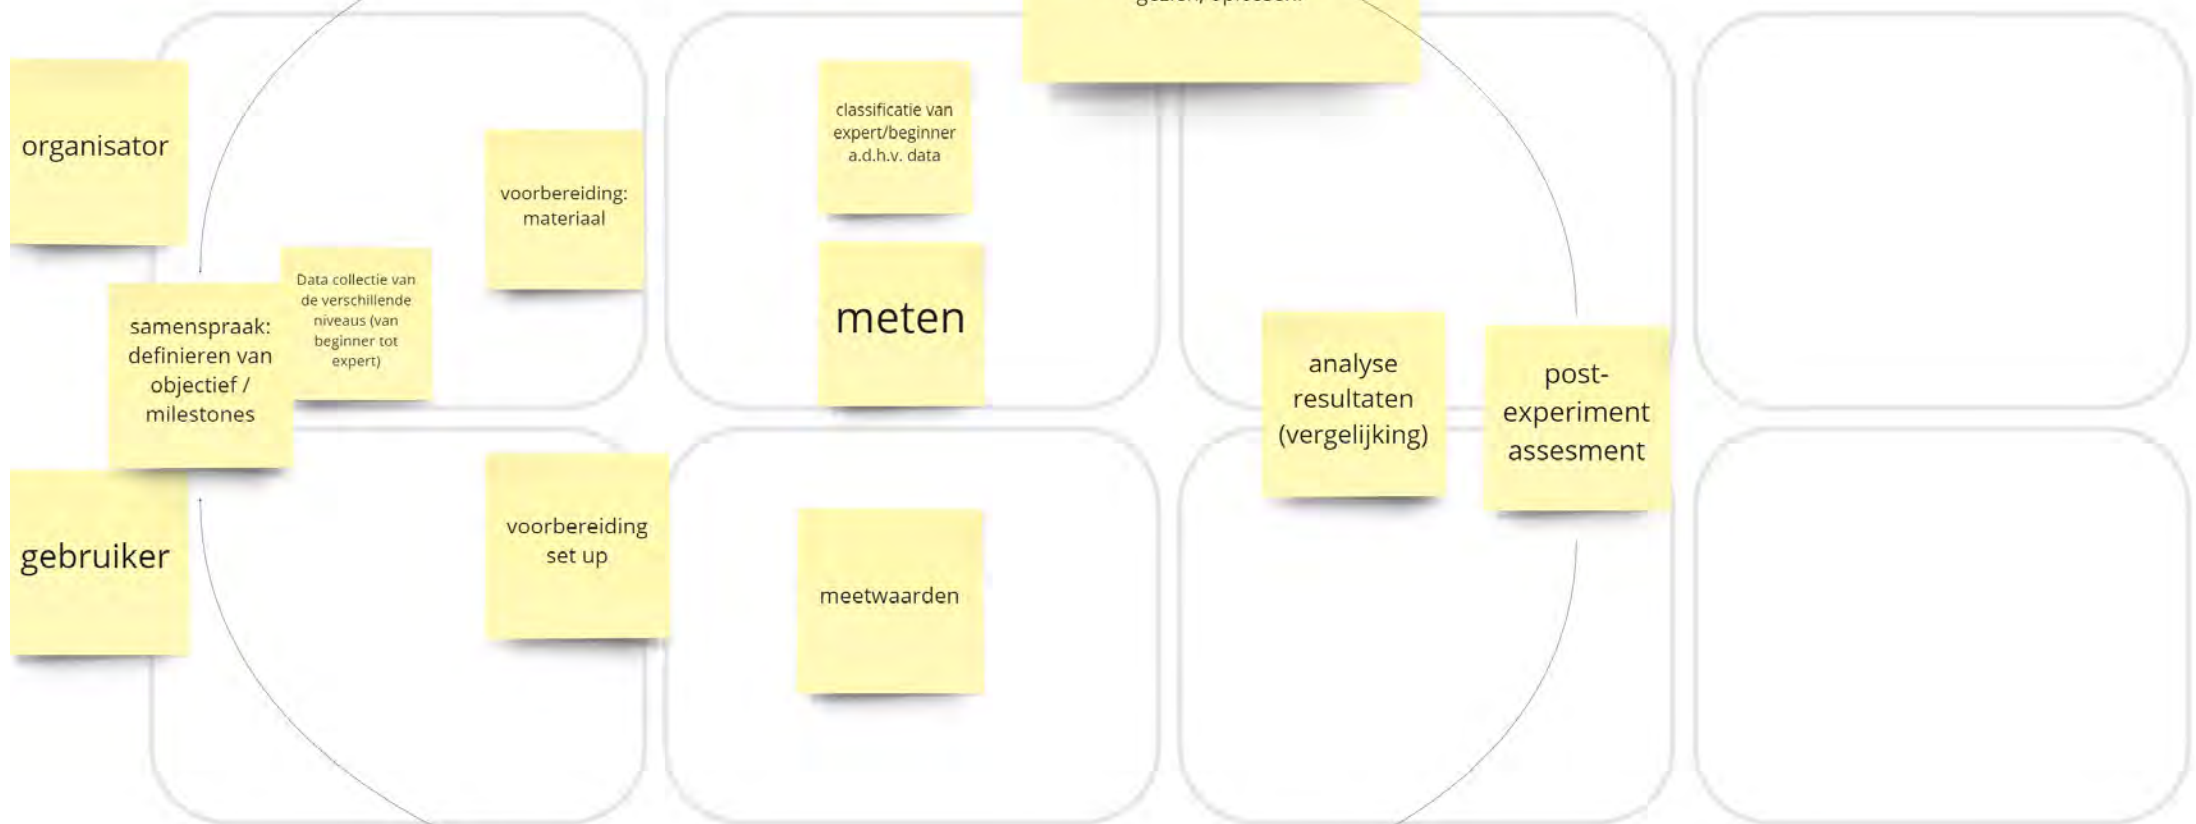 organisator
voorbereiding:
materiaal
classificatie van
expert/beginner
a.d.h.v. data
Data collectie van
de verschillende
niveaus (van
beginner tot
expert)
samenspraak:
definieren van
objectief /
milestones
meten
analyse
resultaten
(vergelijking)
post-
experiment
assesment
gebruiker
voorbereiding
set up
meetwaarden